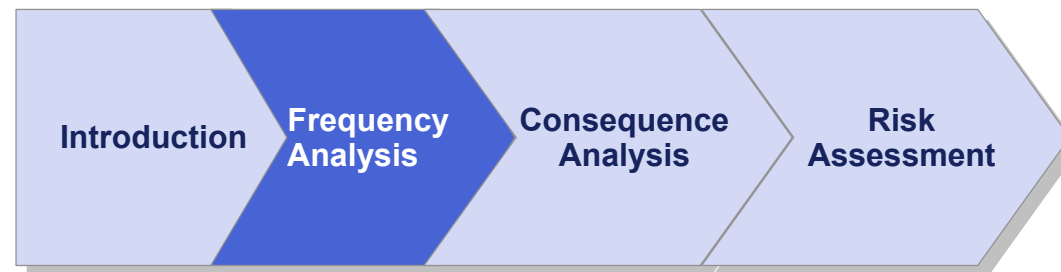 Introduction
Frequency
Analysis
Consequence
Analysis
Risk
Assessment